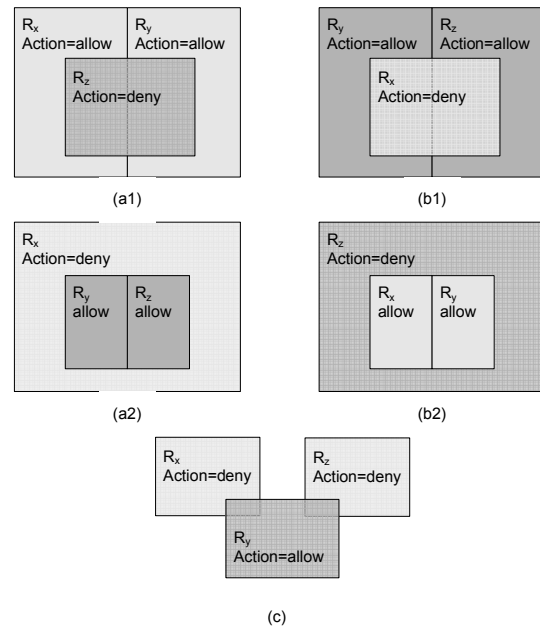 Rx
Action=allow
Ry
Action=allow
Rz
Action=deny
(a1)
Ry
Action=allow
Rz
Action=allow
Rx
Action=deny
(b1)
Rx
Action=deny
Ry
allow
Rz
allow
(a2)
Rz
Action=deny
Rx
allow
Ry
allow
(b2)
Rx
Action=deny
Rz
Action=deny
Ry
Action=allow
(c)